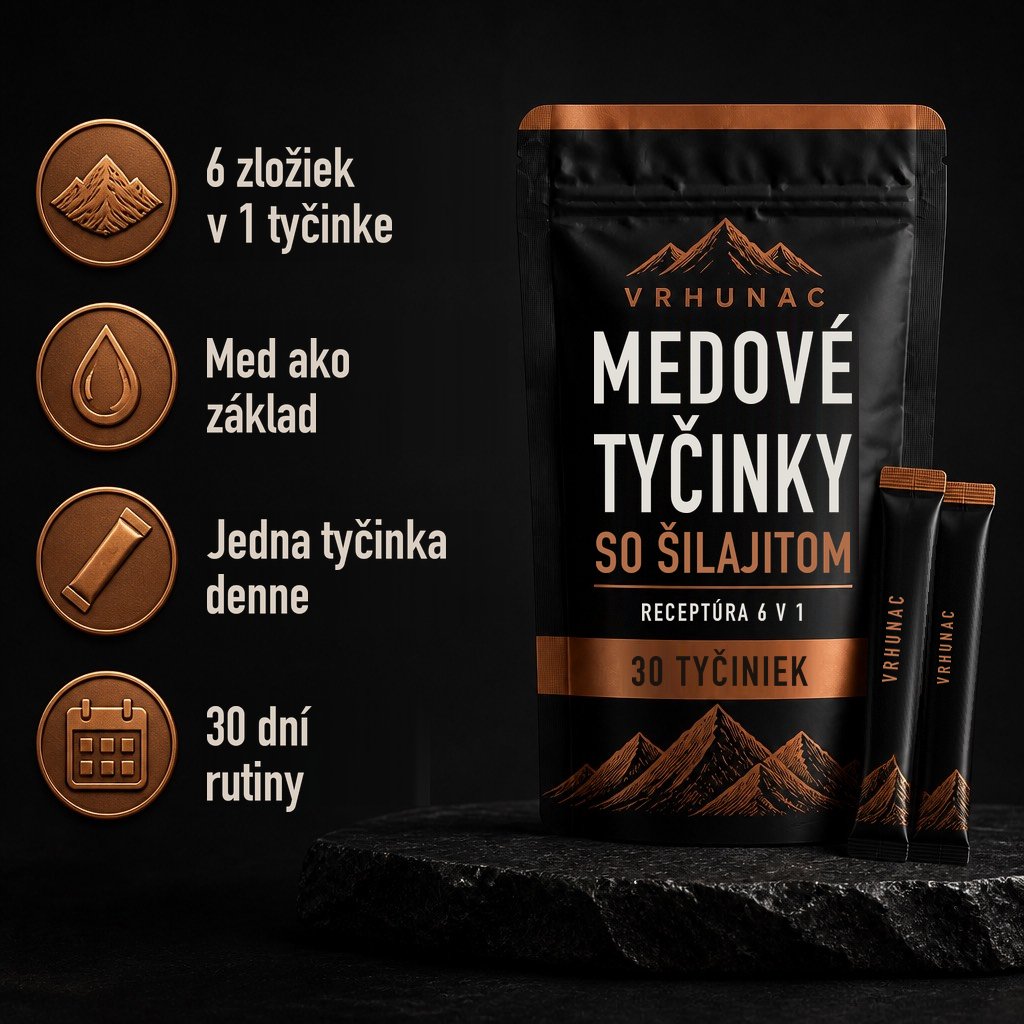 6 zložiek
v 1 tyčinke
Med ako
základ
Jedna tyčinka
denne
30 dní
rutiny
VRHUNAC
MEDOVÉ
TYČINKY
SO ŠILAJITOM
RECEPTÚRA 6 V 1
30 TYČINIEK
VRHUNAC
VRHUNAC